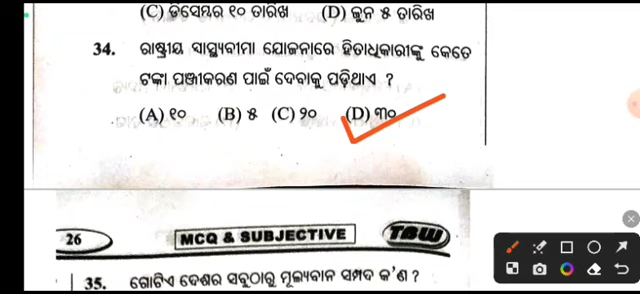 (C) ଡିସେମ୍ବର ୧୦ ତାରିଖ (D) ଜୁନ ୫ ତାରିଖ
34. ରାଷ୍ଟ୍ରୀୟ ସାସ୍ଥ୍ୟବୀମା ଯୋଜନାରେ ହିତାଧିକାରୀଙ୍କୁ କେତେ
ଟଙ୍କା ପଞ୍ଜୀକରଣ ପାଇଁ ଦେବାକୁ ପଡ଼ିଥାଏ ?
(A) ୧୦ (B) ୫ (C) ୨୦ (D) ୩୦
26 MCQ & SUBJECTIVE TBW
35. ଗୋଟିଏ ଦେଶର ସବୁଠାରୁ ମୂଲ୍ୟବାନ ସମ୍ପଦ କ'ଣ ?